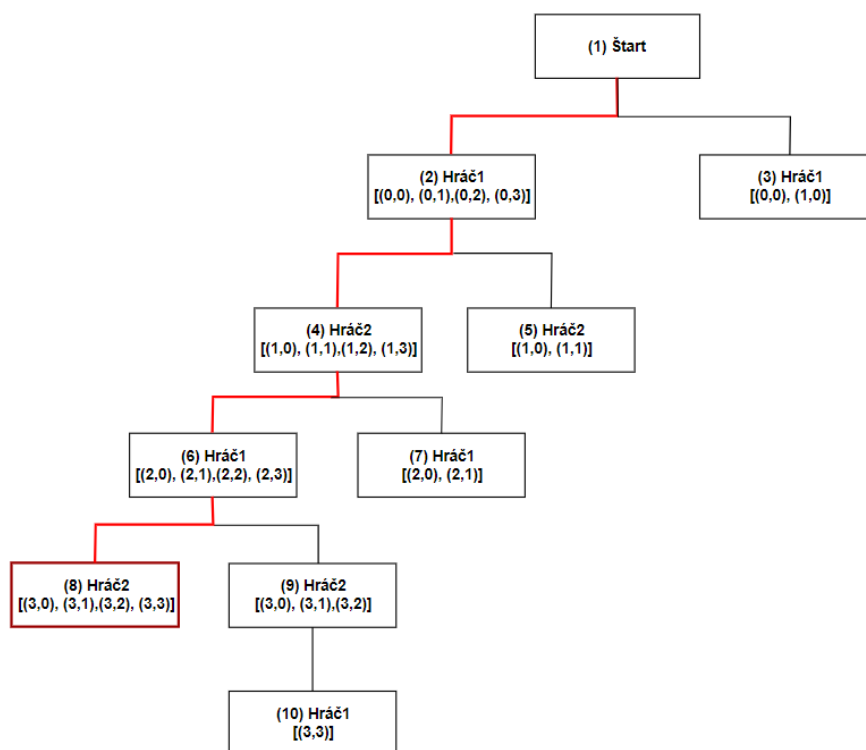 (1) Štart
(2) Hráč1
[(0,0), (0,1),(0,2), (0,3)]
(3) Hráč1
[(0,0), (1,0)]
(4) Hráč2
[(1,0), (1,1),(1,2), (1,3)]
(5) Hráč2
[(1,0), (1,1)]
(6) Hráč1
[(2,0), (2,1),(2,2), (2,3)]
(7) Hráč1
[(2,0), (2,1)]
(8) Hráč2
[(3,0), (3,1),(3,2), (3,3)]
(9) Hráč2
[(3,0), (3,1),(3,2)]
(10) Hráč1
[(3,3)]